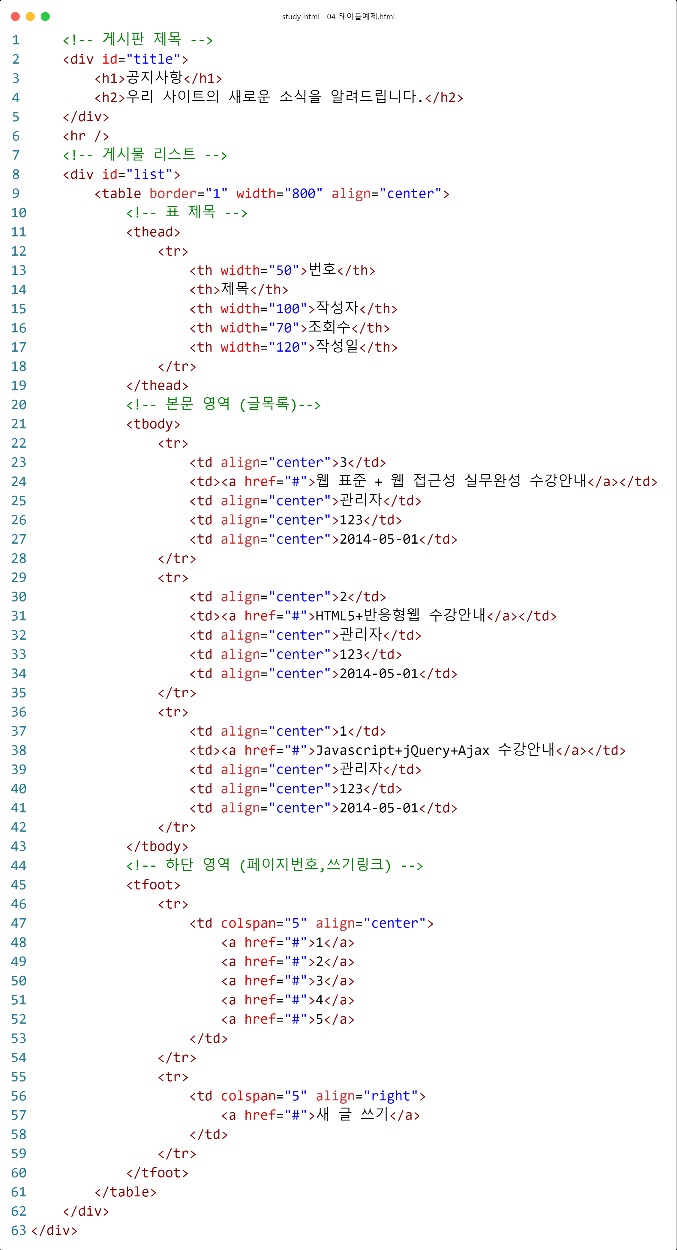 study-html - 04-테이블예제.html
1 <!-- 게시판 제목 -->
2 <div id="title">
3 <h1>공지사항</h1>
4 <h2>우리 사이트의 새로운 소식을 알려드립니다.</h2>
5 </div>
6 <hr />
7 <!-- 게시물 리스트 -->
8 <div id="list">
9 <table border="1" width="800" align="center">
10 <!-- 표 제목 -->
11 <thead>
12 <tr>
13 <th width="50">번호</th>
14 <th>제목</th>
15 <th width="100">작성자</th>
16 <th width="70">조회수</th>
17 <th width="120">작성일</th>
18 </tr>
19 </thead>
20 <!-- 본문 영역 (글목록)-->
21 <tbody>
22 <tr>
23 <td align="center">3</td>
24 <td><a href="#">웹 표준 + 웹 접근성 실무완성 수강안내</a></td>
25 <td align="center">관리자</td>
26 <td align="center">123</td>
27 <td align="center">2014-05-01</td>
28 </tr>
29 <tr>
30 <td align="center">2</td>
31 <td><a href="#">HTML5+반응형웹 수강안내</a></td>
32 <td align="center">관리자</td>
33 <td align="center">123</td>
34 <td align="center">2014-05-01</td>
35 </tr>
36 <tr>
37 <td align="center">1</td>
38 <td><a href="#">Javascript+jQuery+Ajax 수강안내</a></td>
39 <td align="center">관리자</td>
40 <td align="center">123</td>
41 <td align="center">2014-05-01</td>
42 </tr>
43 </tbody>
44 <!-- 하단 영역 (페이지번호,쓰기링크) -->
45 <tfoot>
46 <tr>
47 <td colspan="5" align="center">
48 <a href="#">1</a>
49 <a href="#">2</a>
50 <a href="#">3</a>
51 <a href="#">4</a>
52 <a href="#">5</a>
53 </td>
54 </tr>
55 <tr>
56 <td colspan="5" align="right">
57 <a href="#">새 글 쓰기</a>
58 </td>
59 </tr>
60 </tfoot>
61 </table>
62 </div>
63 </div>